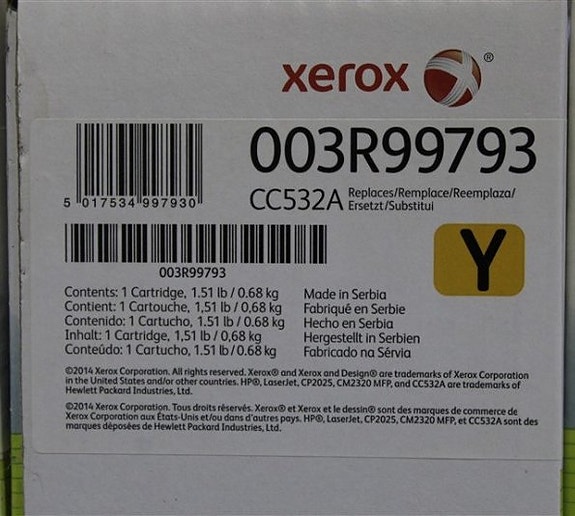 xerox ®
003R99793
5 017534 997930
CC532A Replaces/Remplace/Reemplaza/
Ersetzt/Substitui
003R99793
Y
Contents: 1 Cartridge, 1.51 lb / 0.68 kg Made in Serbia
Contient: 1 Cartouche, 1,51 lb / 0,68 kg Fabriqué en Serbie
Contenido: 1 Cartucho, 1.51 lb / 0.68 kg Hecho en Serbia
Inhalt: 1 Cartridge, 1,51 lb / 0,68 kg Hergestellt in Serbien
Conteúdo: 1 Cartucho, 1.51 lb / 0.68 kg Fabricado na Sérvia
©2014 Xerox Corporation. All rights reserved. Xerox® and Xerox and Design® are trademarks of Xerox Corporation
in the United States and/or other countries. HP®, LaserJet, CP2025, CM2320 MFP, and CC532A are trademarks of
Hewlett Packard Industries, Ltd.
©2014 Xerox Corporation. Tous droits réservés. Xerox® et Xerox et le dessin® sont des marques de commerce de
Xerox Corporation aux États-Unis et/ou dans d'autres pays. HP®, LaserJet, CP2025, CM2320 MFP, et CC532A sont des
marques déposées de Hewlett Packard Industries, Ltd.